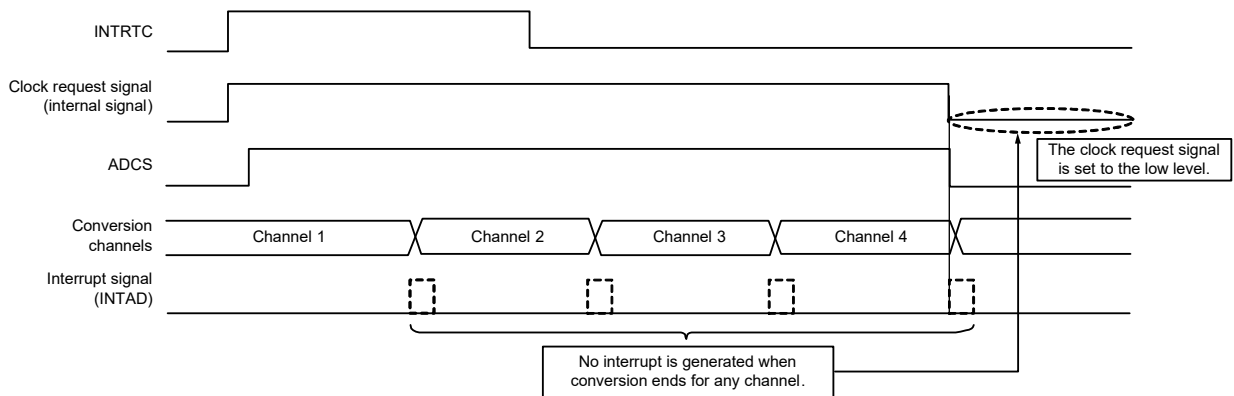 INTRTC
Clock request signal
(internal signal)
The clock request signal
is set to the low level.
ADCS
Conversion
channels
Channel 1
Channel 2
Channel 3
Channel 4
Interrupt signal
(INTAD)
No interrupt is generated when
conversion ends for any channel.